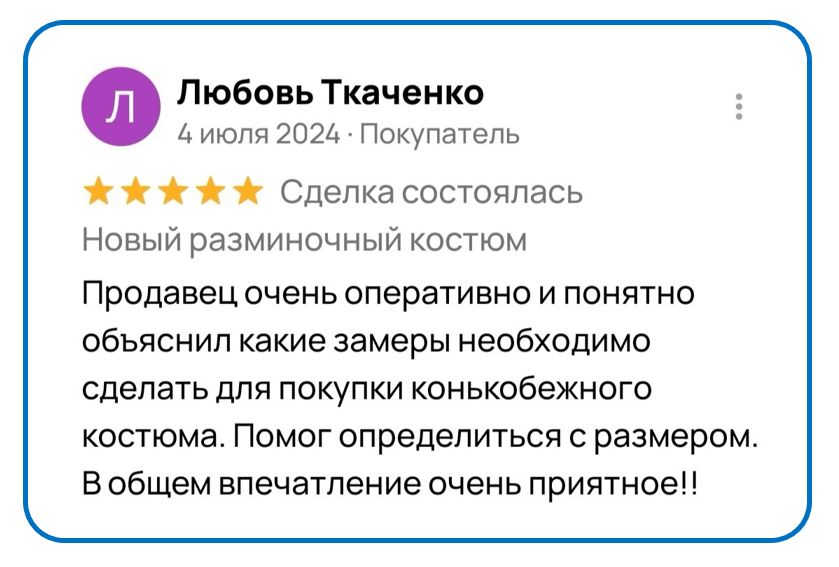 Л
Любовь Ткаченко
4 июля 2024 · Покупатель
Сделка состоялась
Новый разминочный костюм
Продавец очень оперативно и понятно
объяснил какие замеры необходимо
сделать для покупки конькобежного
костюма. Помог определиться с размером.
В общем впечатление очень приятное!!